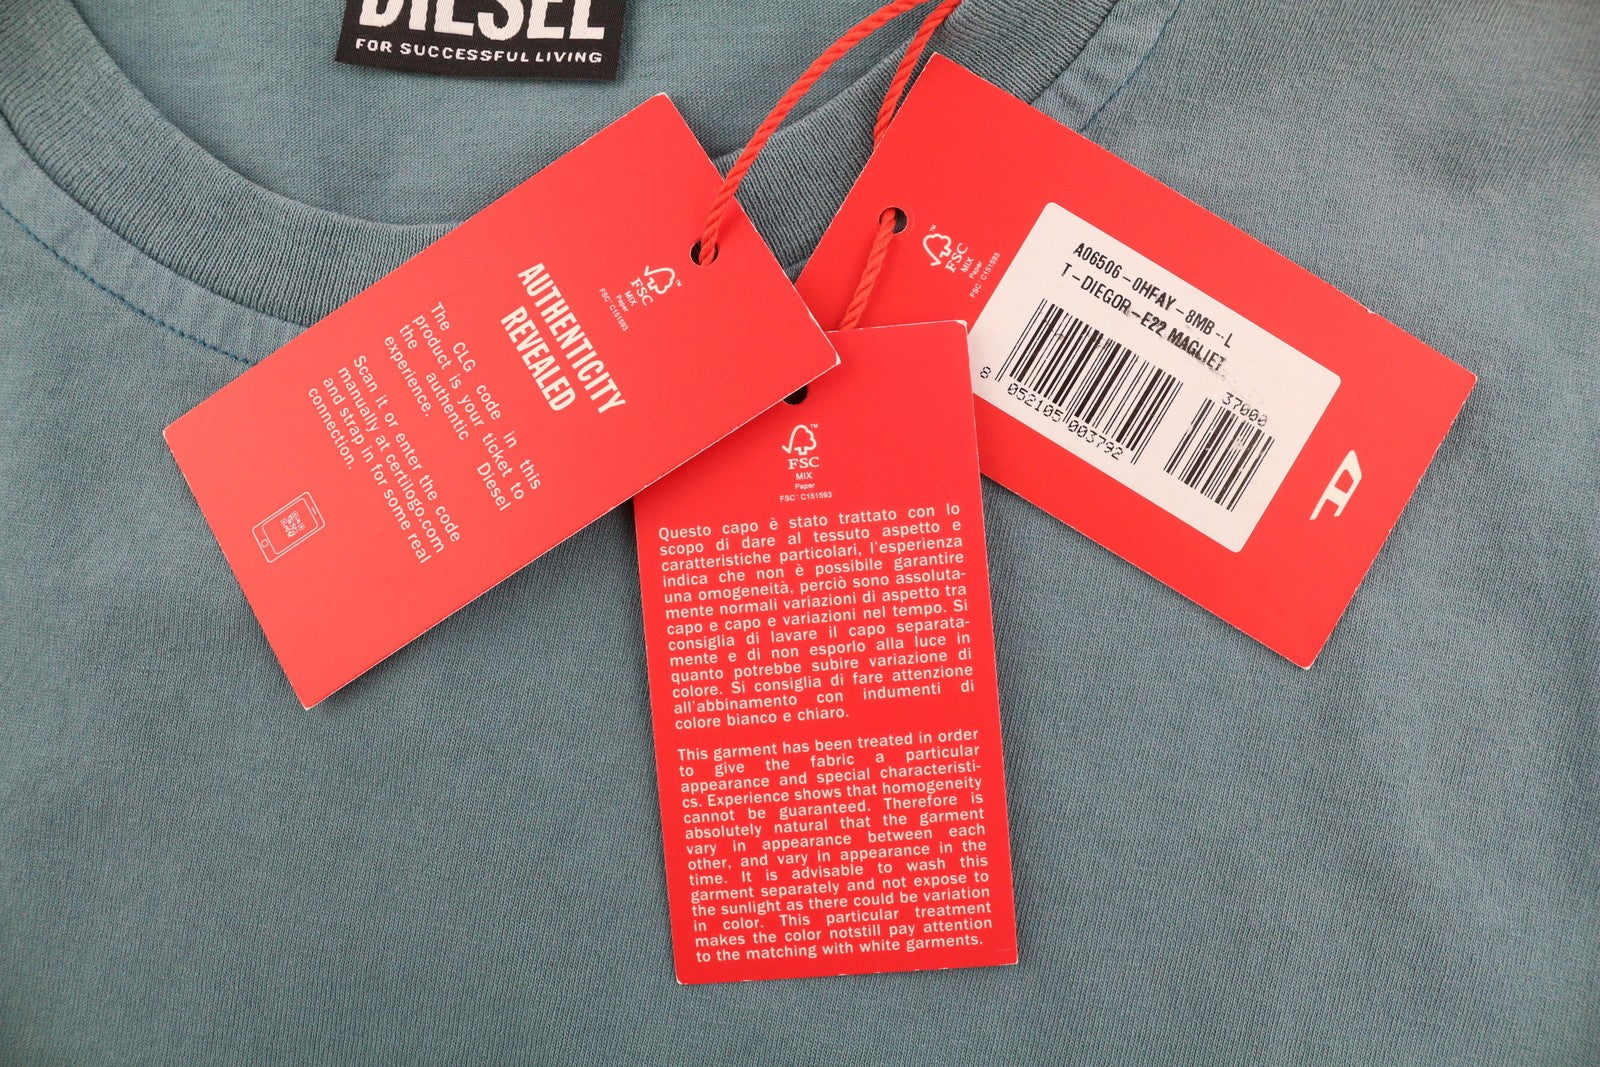 DIESEL
FOR SUCCESSFUL LIVING
AUTHENTICITY
REVEALED
The CLG code in this
product is your ticket to
the authentic Diesel
experience.
Scan it or enter the code
manually at certilogo.com
and strap in for some real
connection.
FSC
MIX
Paper
FSC™ C151593
FSC
MIX
Paper
FSC™ C151593
Questo capo è stato trattato con lo
scopo di dare al tessuto aspetto e
caratteristiche particolari, l'esperienza
indica che non è possibile garantire
una omogeneità, perciò sono assoluta-
mente normali variazioni di aspetto tra
capo e capo e variazioni nel tempo. Si
consiglia di lavare il capo separata-
mente e di non esporlo alla luce in
quanto potrebbe subire variazione di
colore. Si consiglia di fare attenzione
all'abbinamento con indumenti di
colore bianco e chiaro.
This garment has been treated in order
to give the fabric a particular
appearance and special characteristi-
cs. Experience shows that homogeneity
cannot be guaranteed. Therefore is
absolutely natural that the garment
vary in appearance between each
other, and vary in appearance in the
time. It is advisable to wash this
garment separately and not expose to
the sunlight as there could be variation
in color. This particular treatment
makes the color notstill pay attention
to the matching with white garments.
FSC
MIX
Paper
FSC C151593
A06506-0HFAY-8MB-L
T-DIEGOR-E22 MAGLIET
37000
8 052105 003792
D